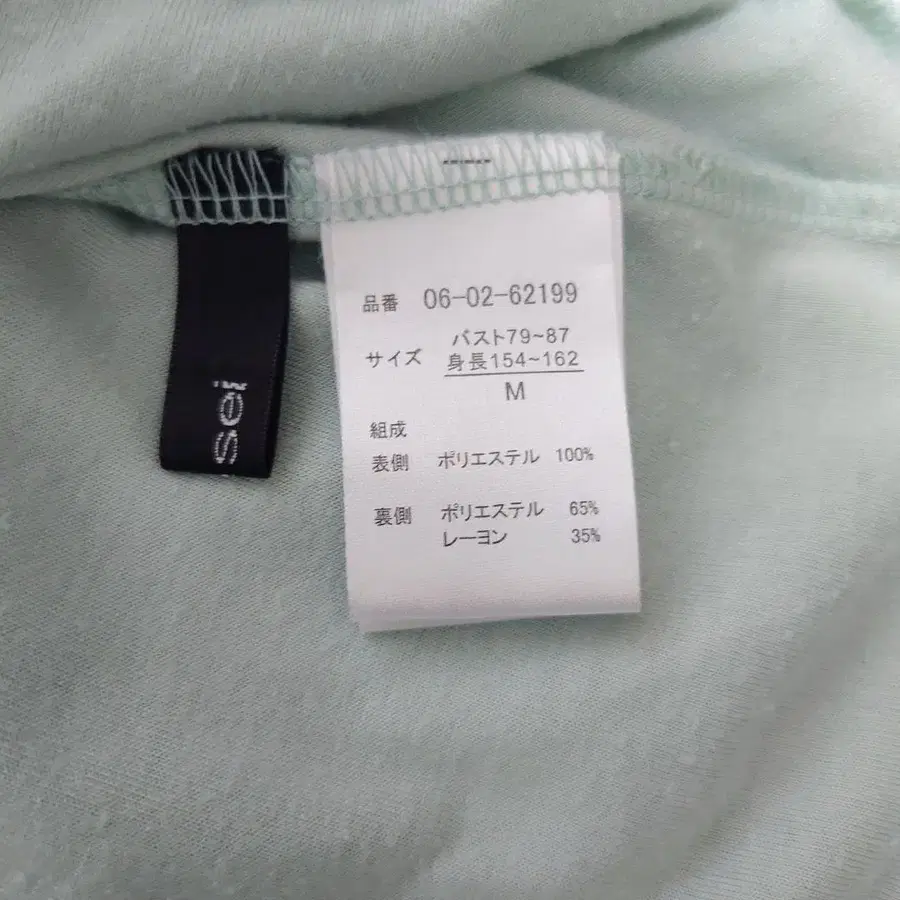 品番 06-02-62199
サイズ バスト79~87
身長154~162
M
組成
表側 ポリエステル 100%
裏側 ポリエステル 65%
レーヨン 35%
.sei